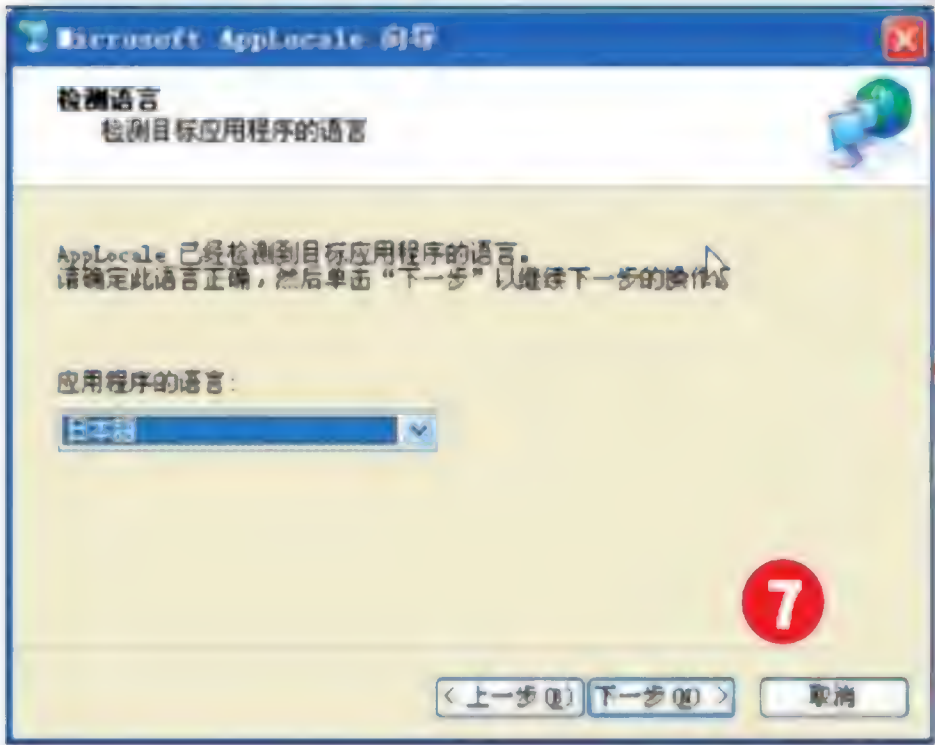 Microsoft AppLocale 向导
检测语言
检测目标应用程序的语言
AppLocale 已经检测到目标应用程序的语言。
请确定此语言正确，然后单击“下一步”以继续下一步的操作。
应用程序的语言：
日本語
7
< 上一步(B)
下一步(N) >
取消